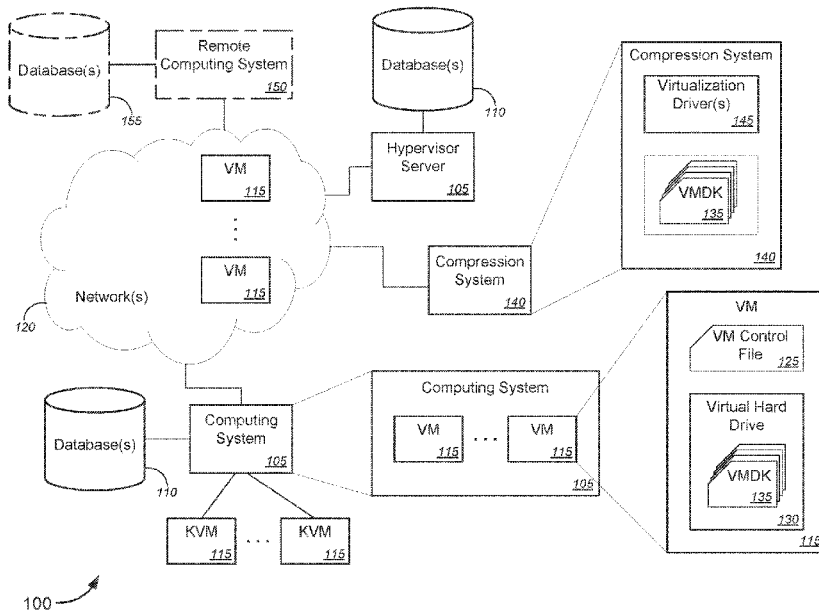 Database(s)
155
Remote
Computing System
150
Database(s)
110
Hypervisor
Server
105
VM
115
VM
115
Network(s)
120
Compression
System
140
Compression System
Virtualization
Driver(s)
145
VMDK
135
140
Database(s)
110
Computing
System
105
KVM
115
. . .
KVM
115
Computing System
VM
115
. . .
VM
115
105
VM
VM Control
File
125
Virtual Hard
Drive
VMDK
135
130
115
100